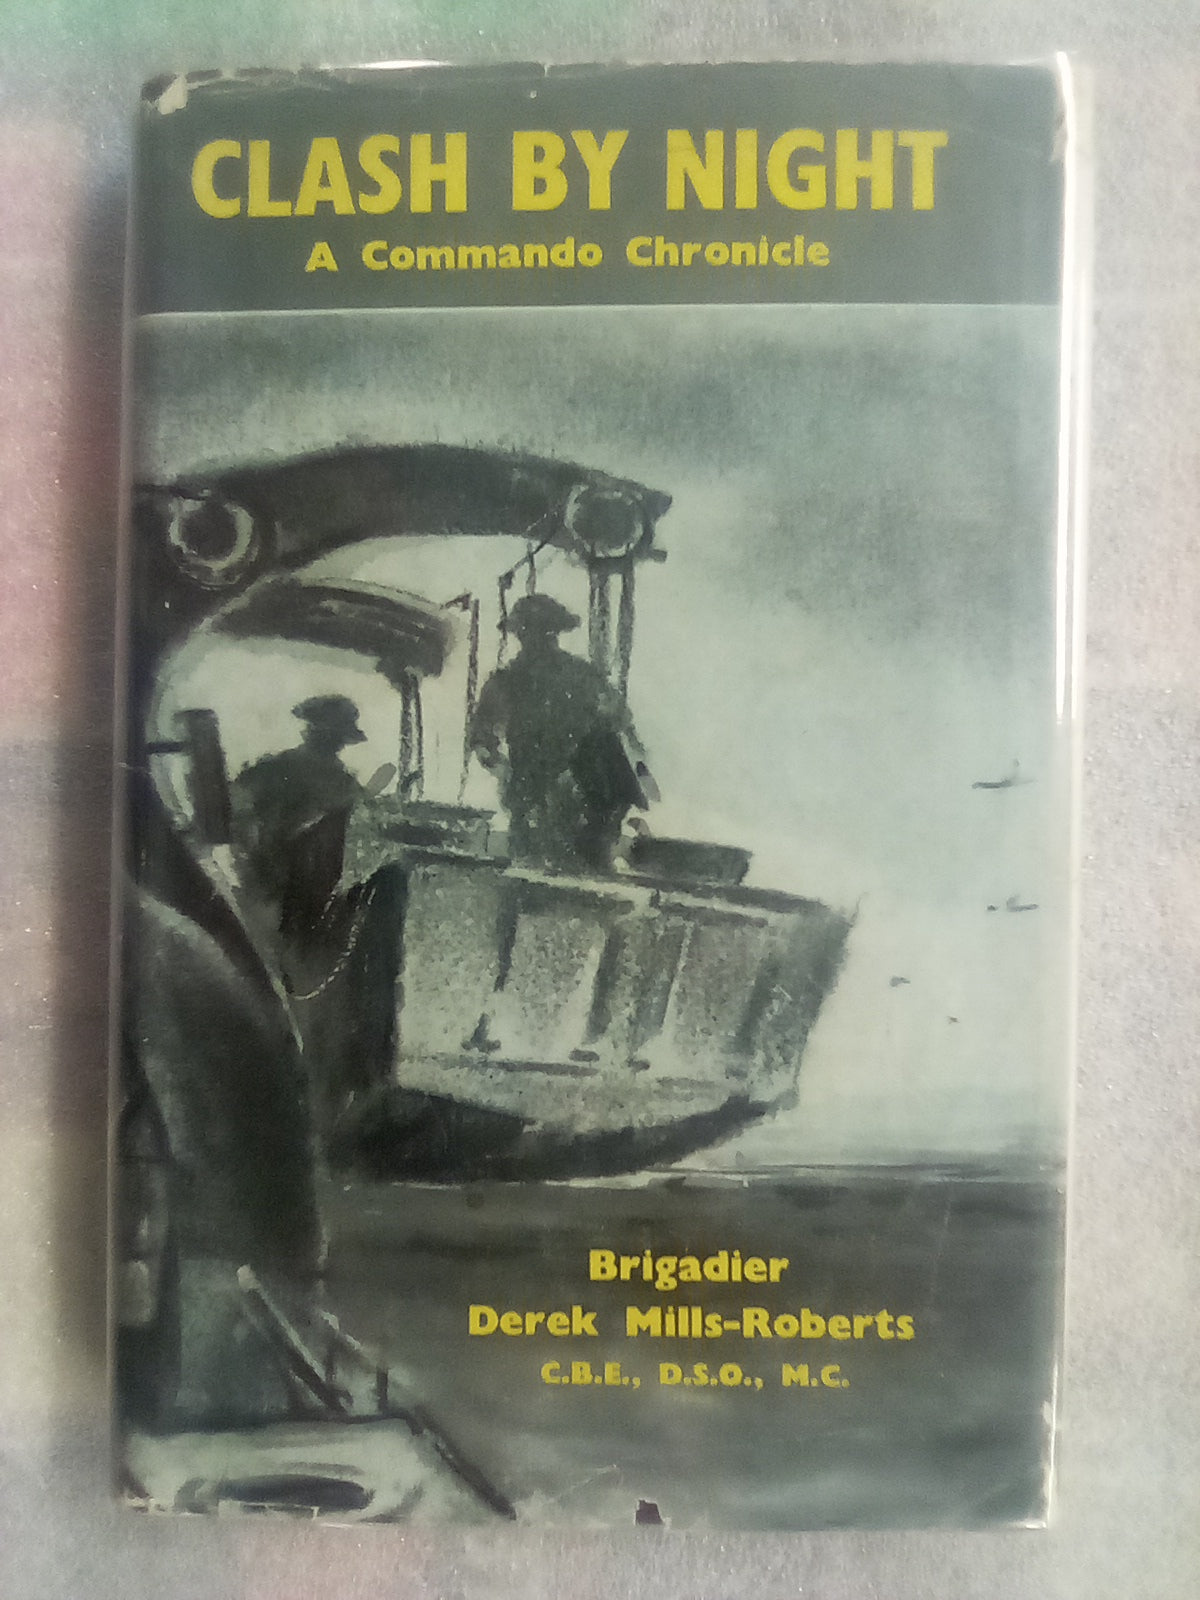 CLASH BY NIGHT
A Commando Chronicle
Brigadier
Derek Mills-Roberts
C.B.E., D.S.O., M.C.